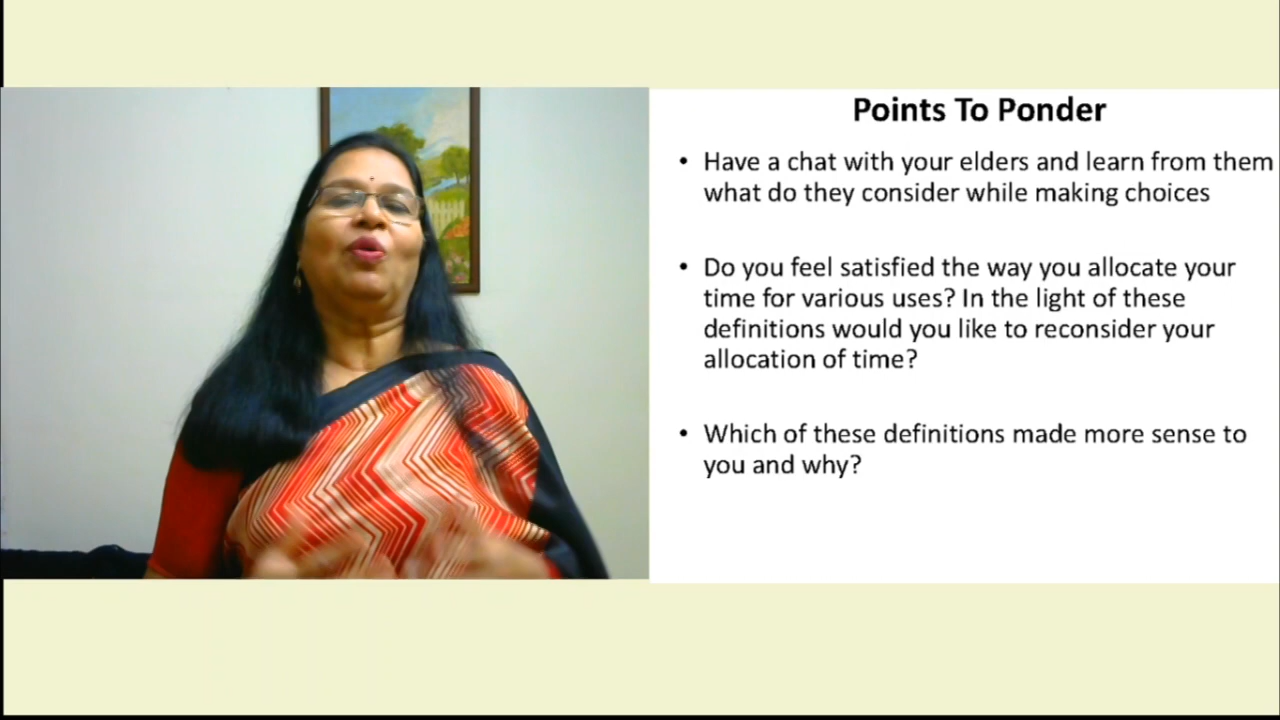 Points To Ponder
• Have a chat with your elders and learn from them
what do they consider while making choices
• Do you feel satisfied the way you allocate your
time for various uses? In the light of these
definitions would you like to reconsider your
allocation of time?
• Which of these definitions made more sense to
you and why?